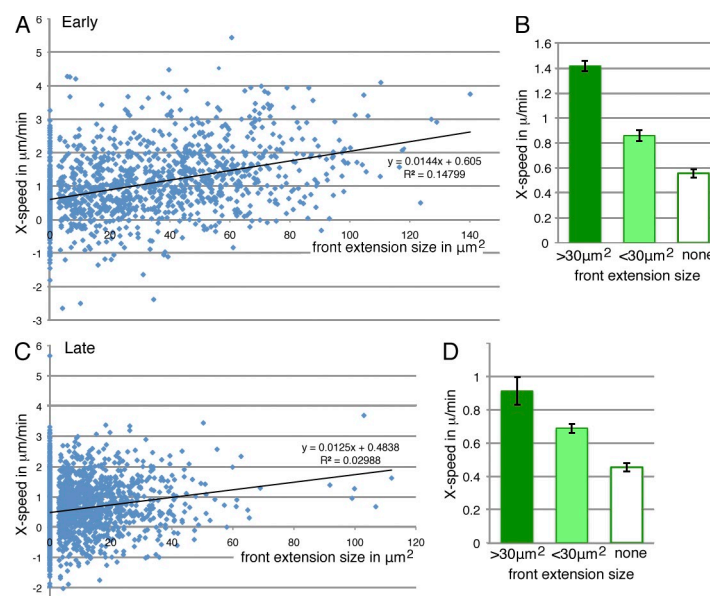 A
Early
6
5
4
3
2
1
0
-1
-2
-3
X-speed in μm/min
0
20
40
60
80
100
120
140
y = 0.0144x + 0.605
R² = 0.14799
front extension size in μm²
B
1.6
1.4
1.2
1
0.8
0.6
0.4
0.2
0
X-speed in μ/min
>30μm² <30μm² none
front extension size
C
Late
6
5
4
3
2
1
0
-1
-2
X-speed in μm/min
0
20
40
60
80
100
120
y = 0.0125x + 0.4838
R² = 0.02988
front extension size in μm²
D
1
0.8
0.6
0.4
0.2
0
X-speed in μ/min
>30μm² <30μm² none
front extension size